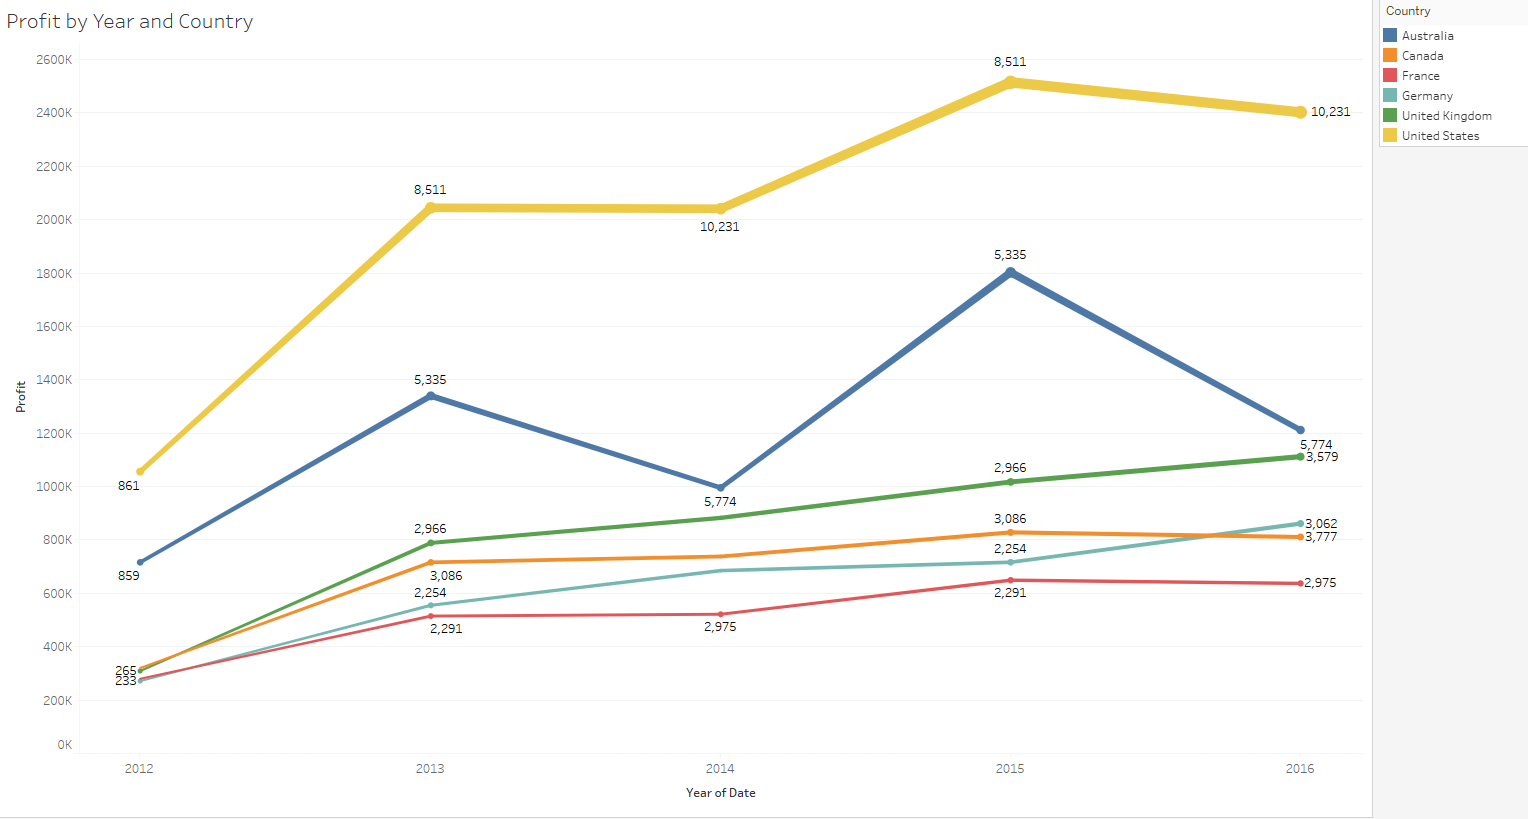 Profit by Year and Country
Country
Australia
Canada
France
Germany
United Kingdom
United States
2600K
2400K
2200K
2000K
1800K
1600K
1400K
1200K
1000K
800K
600K
400K
200K
0K
Profit
8,511
10,231
8,511
10,231
5,335
5,335
5,774
3,579
861
2,966
5,774
2,966
3,086
3,062
3,777
859
3,086
2,254
2,254
2,291
2,975
2,291
2,975
265
233
2012
2013
2014
2015
2016
Year of Date